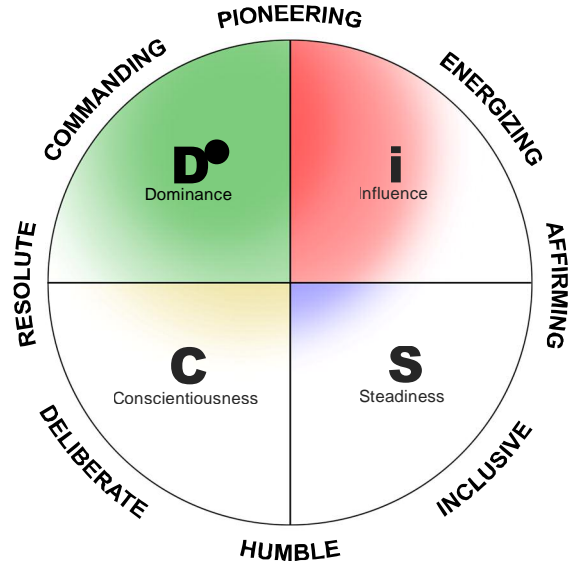 PIONEERING
COMMANDING
ENERGIZING
D
Dominance
i
Influence
RESOLUTE
AFFIRMING
C
Conscientiousness
S
Steadiness
DELIBERATE
INCLUSIVE
HUMBLE